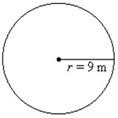 r = 9 m